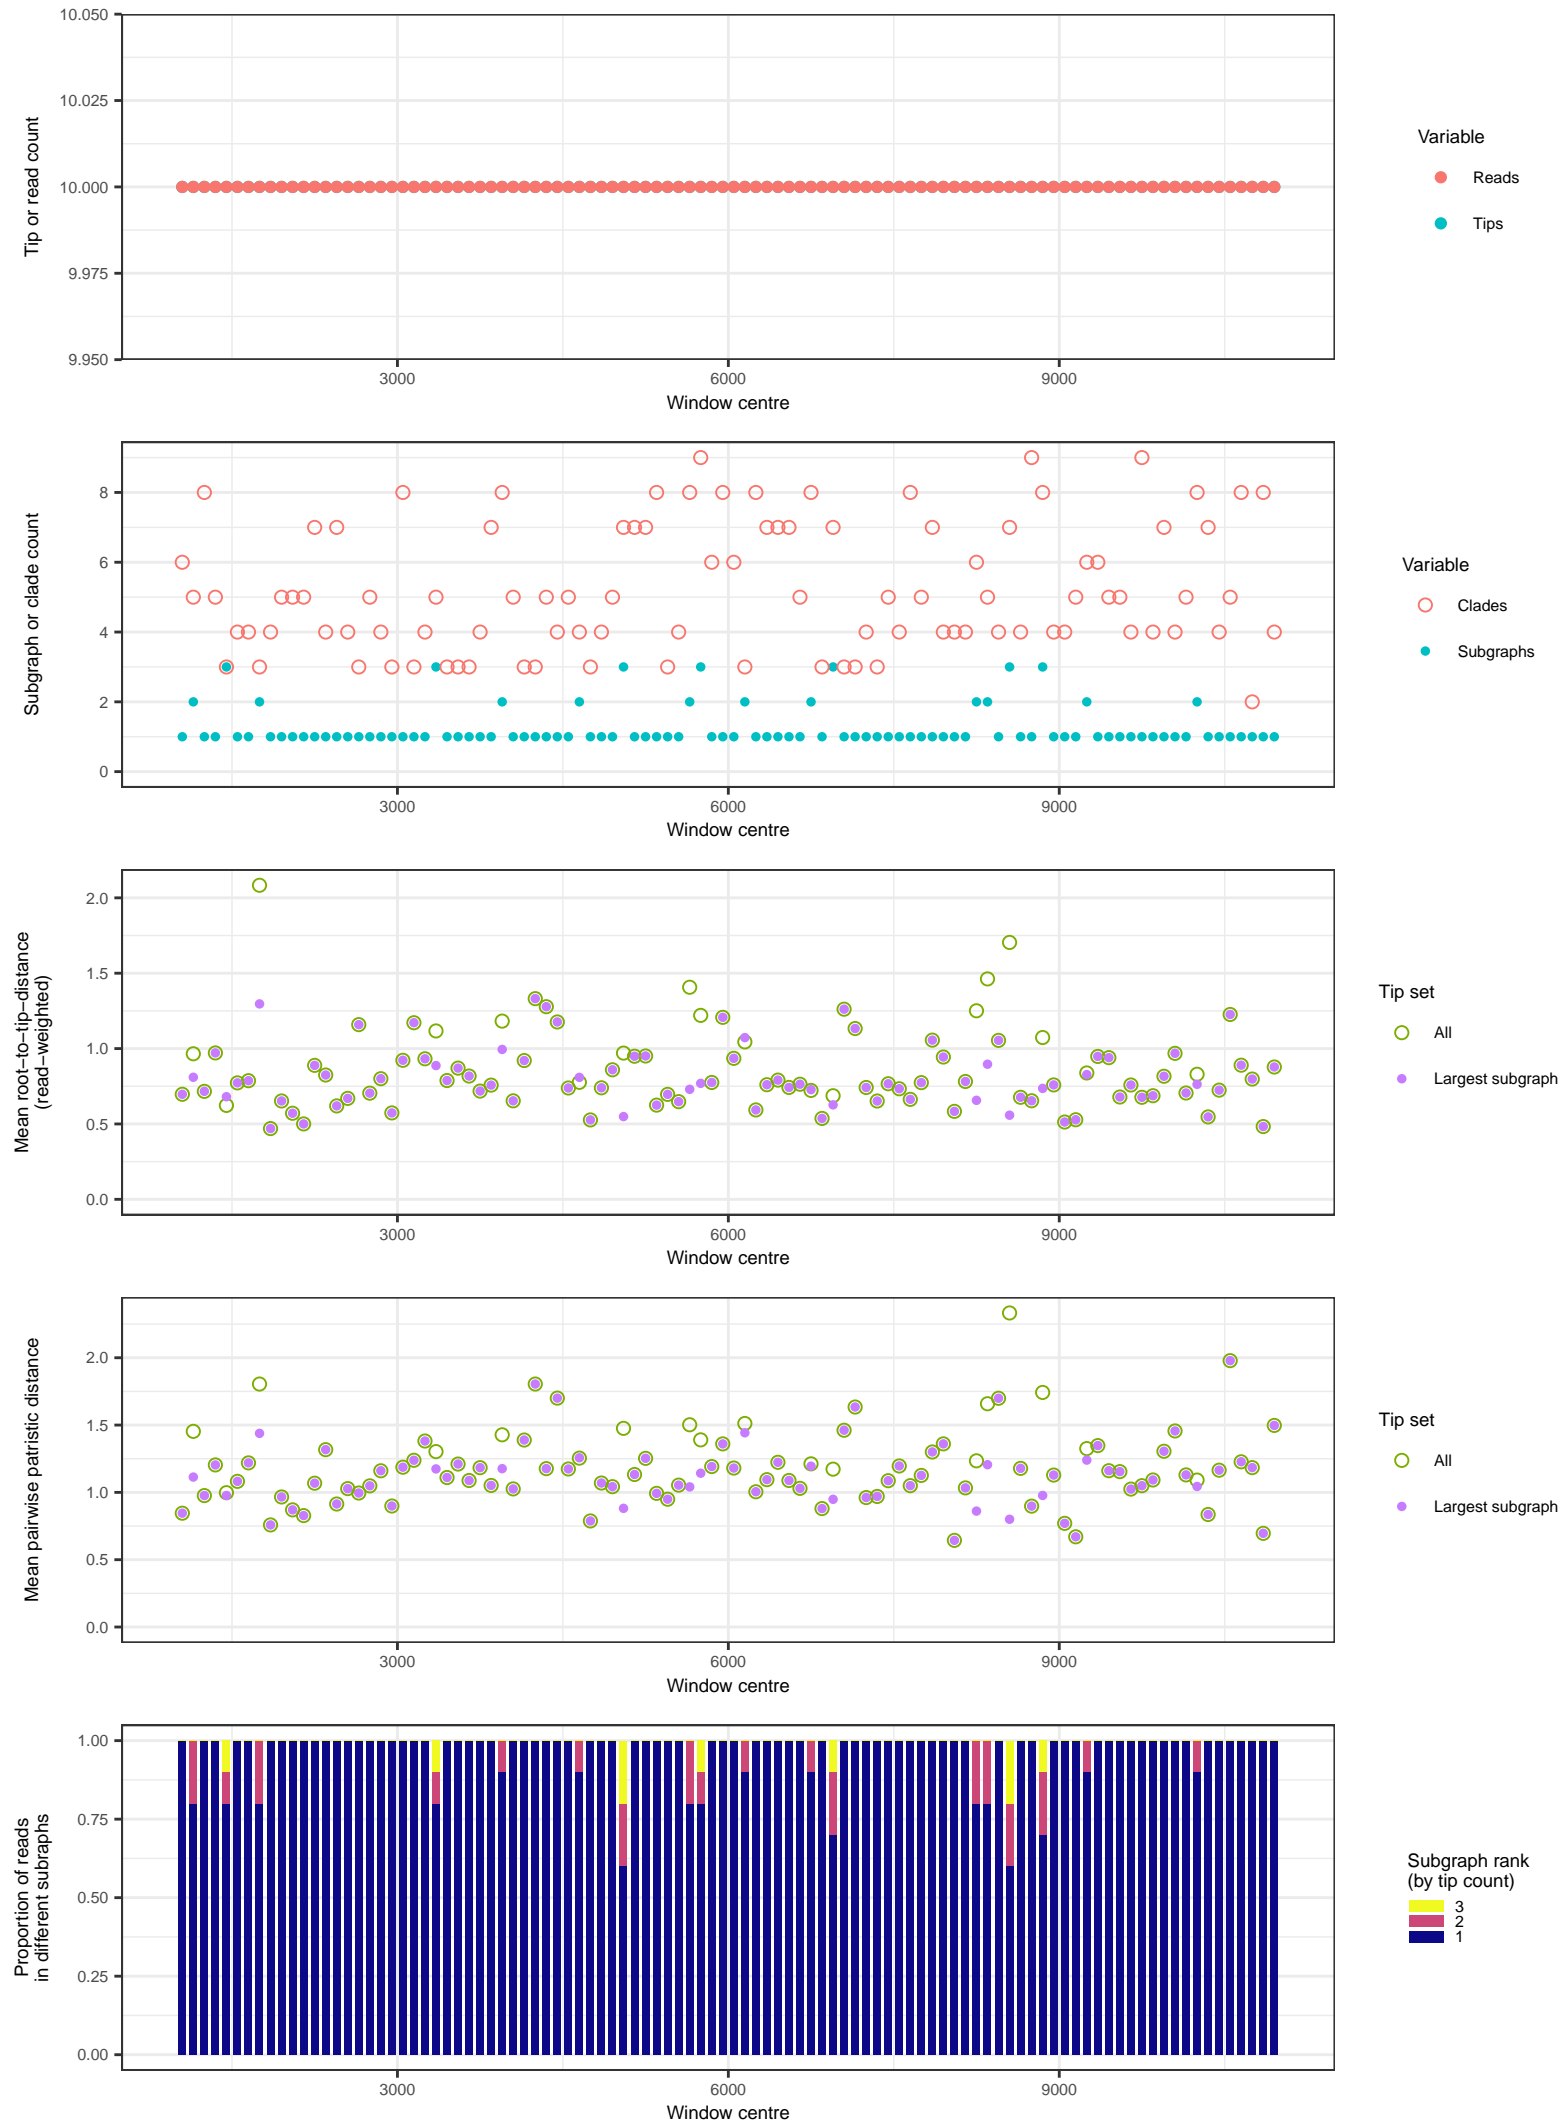 10.050
10.025
10.000
9.975
9.950
Tip or read count
3000 6000 9000
Window centre
Variable
Reads
Tips
8
6
4
2
0
Subgraph or clade count
3000 6000 9000
Window centre
Variable
Clades
Subgraphs
2.0
1.5
1.0
0.5
0.0
Mean root−to−tip−distance
(read−weighted)
3000 6000 9000
Window centre
Tip set
All
Largest subgraph
2.0
1.5
1.0
0.5
0.0
Mean pairwise patristic distance
3000 6000 9000
Window centre
Tip set
All
Largest subgraph
1.00
0.75
0.50
0.25
0.00
Proportion of reads
in different subraphs
3000 6000 9000
Window centre
Subgraph rank
(by tip count)
3
2
1